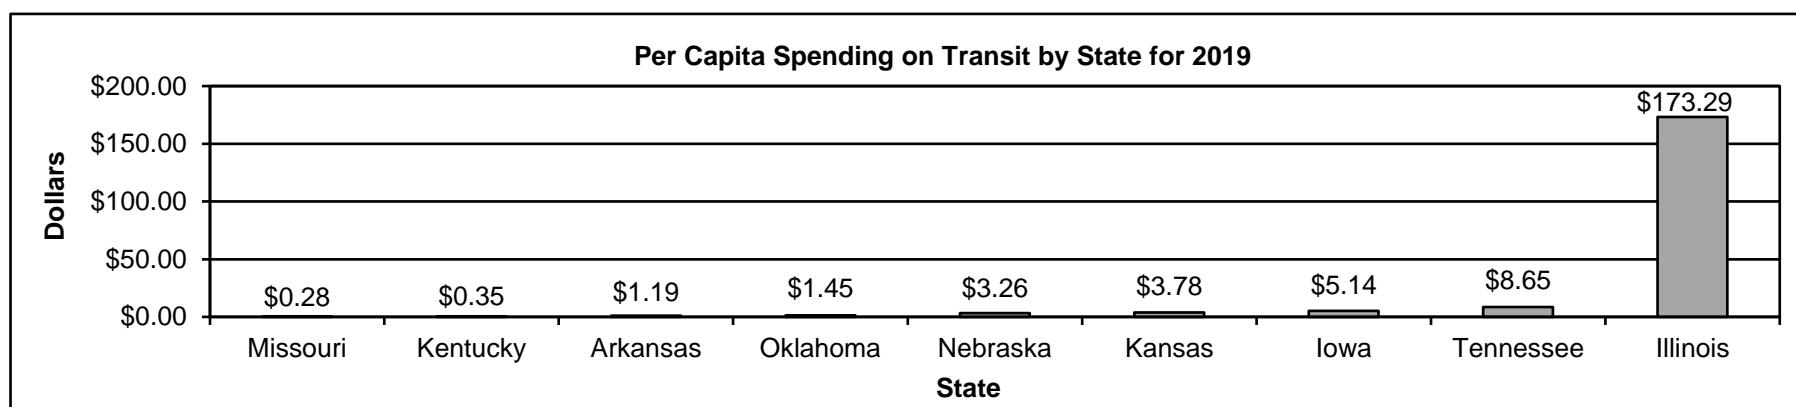 Per Capita Spending on Transit by State for 2019
$200.00
$150.00
$100.00
$50.00
$0.00
Dollars
$0.28 $0.35 $1.19 $1.45 $3.26 $3.78 $5.14 $8.65 $173.29
Missouri Kentucky Arkansas Oklahoma Nebraska Kansas Iowa Tennessee Illinois
State